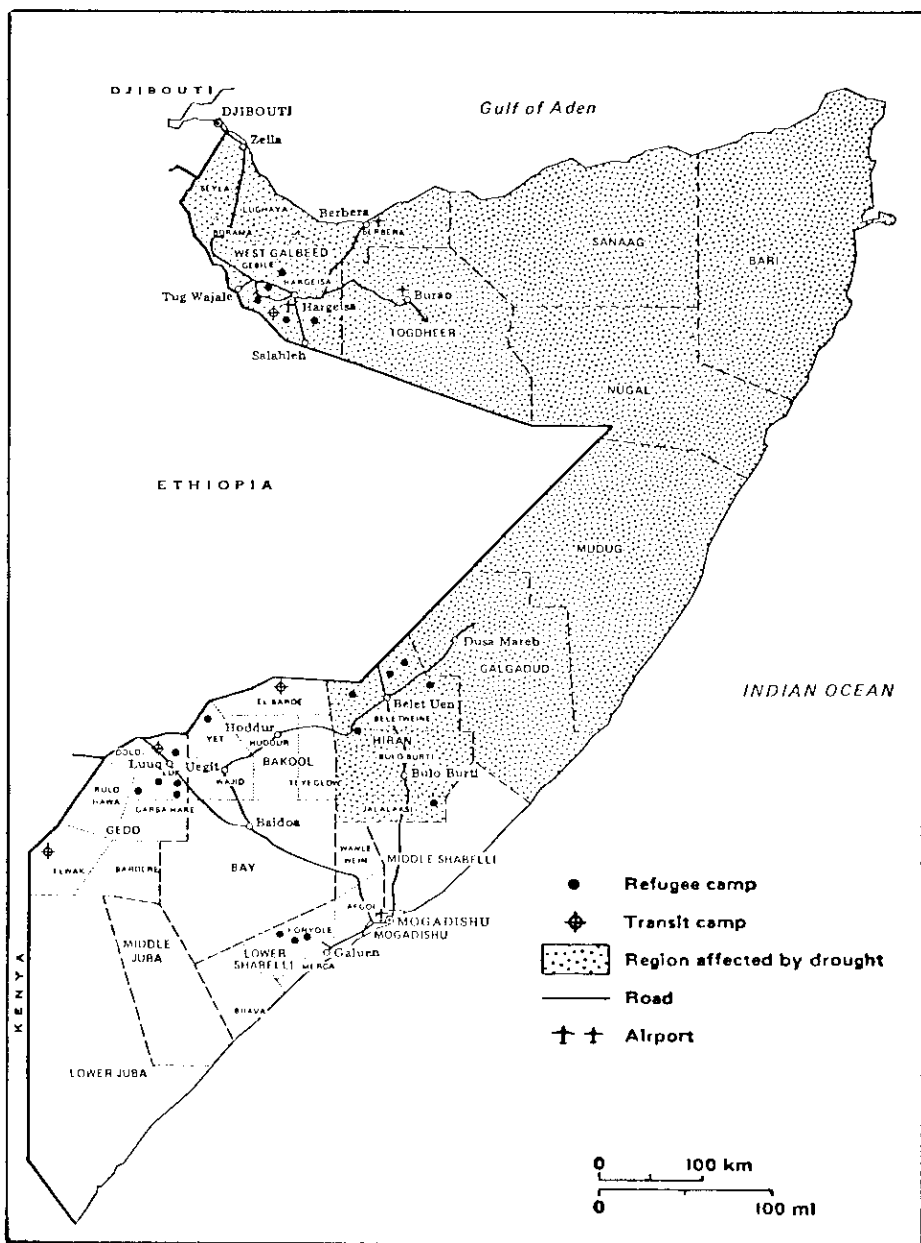 DJIBOUTI
Gulf of Aden
DJIBOUTI
Zeila
SEYLA
LUGHAYA
Berbera
BERBERA
BORAMA
SANAAG
BARI
WEST GALBEED
GEBILE
HARGEISA
Tug Wajale
Hargeisa
Burao
TOGDHEER
Salahleh
NUGAL
ETHIOPIA
MUDUG
Dusa Mareb
GALGADUD
INDIAN OCEAN
EL BARDE
Belet Uen
BELETWEINE
YET
Hoddur
HUDDUR
HIRAN
DOLO
Luuq
LUK
Uegit
BAKOOL
BULO BURTI
WAJID
TEYEGLOW
Bulo Burti
BULO
HAWA
GARBA HARE
JALALAKSI
GEDO
Baidoa
WANLE
WEIN
MIDDLE SHABELLI
ELWAK
BARDERE
BAY
Refugee camp
AFGOI
MOGADISHU
MOGADISHU
Transit camp
MIDDLE
JUBA
KORYOLE
LOWER
SHABELLI
Galuen
MERCA
Region affected by drought
KENYA
Road
Airport
LOWER JUBA
0 100 km
0 100 ml